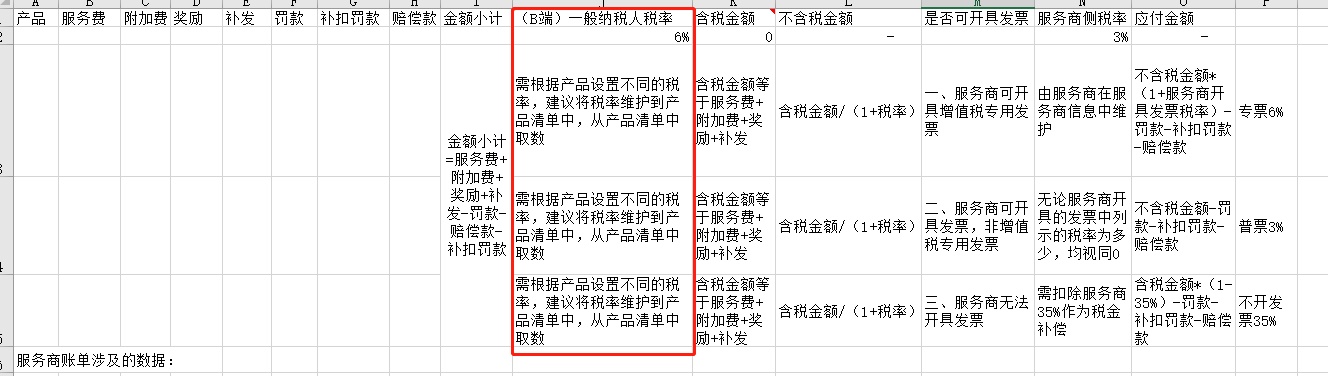 A B C D E F G H I J K L M N O P
产品 服务费 附加费 奖励 补发 罚款 补扣罚款 赔偿款 金额小计 （B端）一般纳税人税率 含税金额 不含税金额 是否可开具发票 服务商侧税率 应付金额
2 6% 0 - 3% -
金额小计
=服务费+
附加费+
奖励+补
发-罚款-
赔偿款-
补扣罚款
需根据产品设置不同的税
率，建议将税率维护到产
品清单中，从产品清单中
取数
含税金额等
于服务费+
附加费+奖
励+补发
含税金额/（1+税率）
一、服务商可开
具增值税专用发
票
由服务商在服
务商信息中维
护
不含税金额*
（1+服务商开
具发票税率）-
罚款-补扣罚款
-赔偿款
专票6%
3
需根据产品设置不同的税
率，建议将税率维护到产
品清单中，从产品清单中
取数
含税金额等
于服务费+
附加费+奖
励+补发
含税金额/（1+税率）
二、服务商可开
具发票，非增值
税专用发票
无论服务商开
具的发票中列
示的税率为多
少，均视同0
不含税金额-罚
款-补扣罚款-
赔偿款
普票3%
4
需根据产品设置不同的税
率，建议将税率维护到产
品清单中，从产品清单中
取数
含税金额等
于服务费+
附加费+奖
励+补发
含税金额/（1+税率）
三、服务商无法
开具发票
需扣除服务商
35%作为税金
补偿
含税金额*（1-
35%）-罚款-
补扣罚款-赔偿
款
不开发
票35%
5
服务商账单涉及的数据：